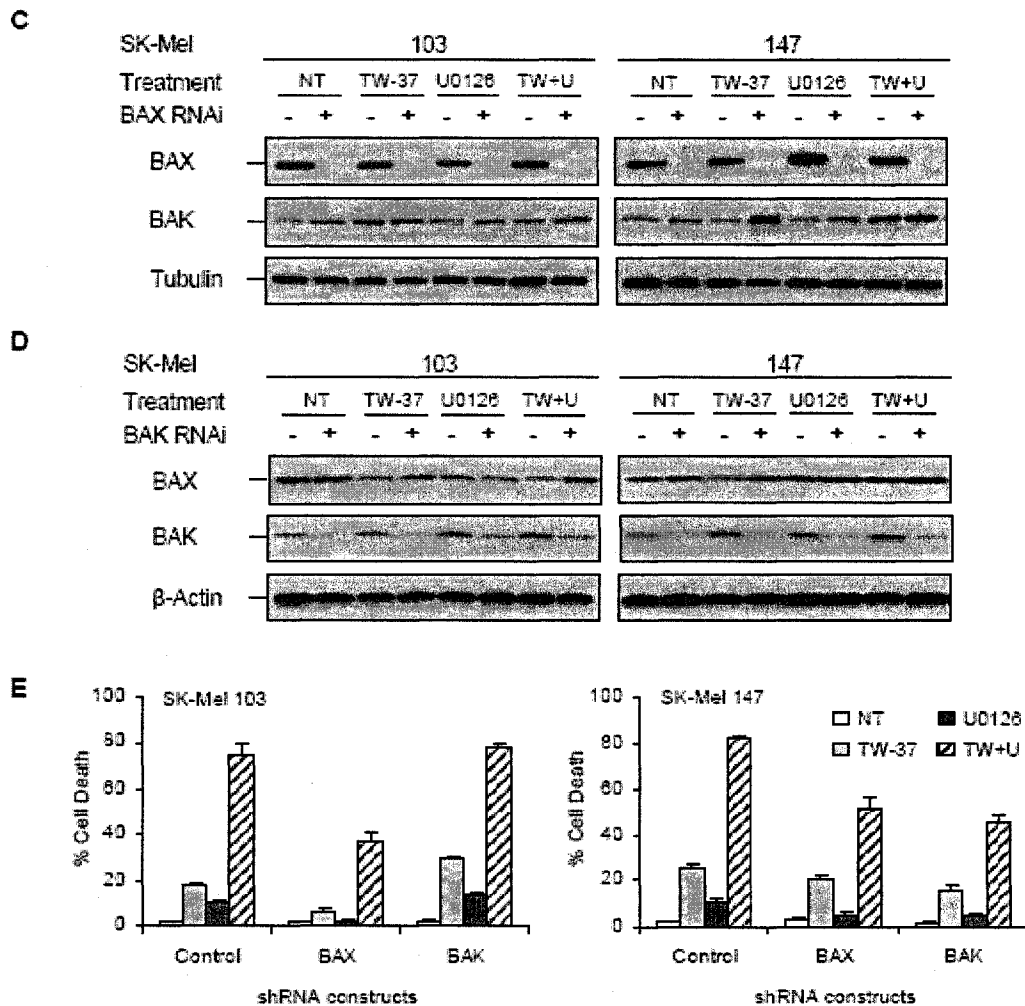 C
SK-Mel 103 147
Treatment NT TW-37 U0126 TW+U NT TW-37 U0126 TW+U
BAX RNAi - + - + - + - + - + - + - + - +
BAX
BAK
Tubulin
D
SK-Mel 103 147
Treatment NT TW-37 U0126 TW+U NT TW-37 U0126 TW+U
BAK RNAi - + - + - + - + - + - + - + - +
BAX
BAK
β-Actin
E
% Cell Death
100
80
60
40
20
0
SK-Mel 103
Control BAX BAK
shRNA constructs
% Cell Death
100
80
60
40
20
0
SK-Mel 147
NT U0126
TW-37 TW+U
Control BAX BAK
shRNA constructs